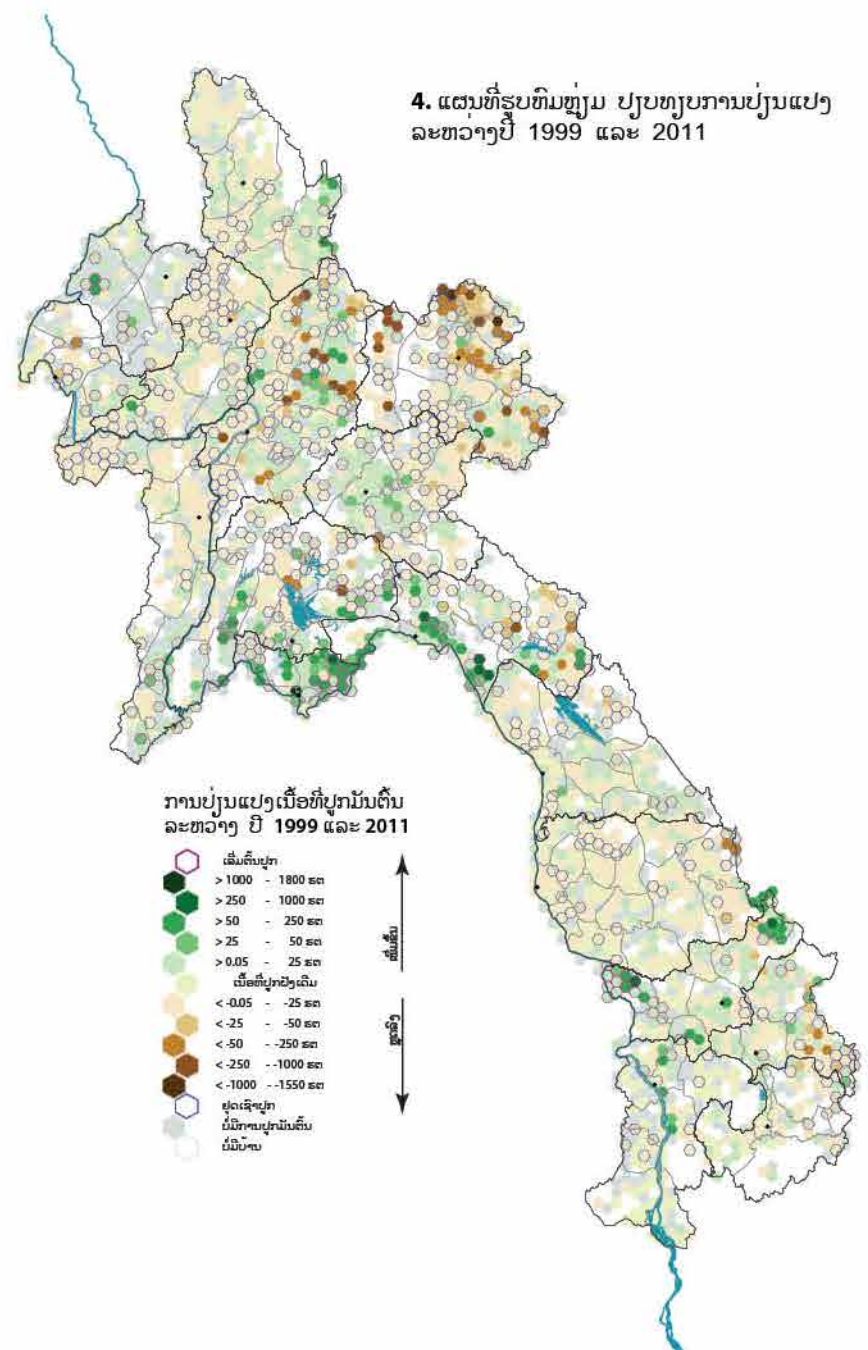 4. ແຜນທີ່ຮູບຫົມຫຼ່ຽມ ປຽບທຽບການປ່ຽນແປງ
ລະຫວ່າງປີ 1999 ແລະ 2011
ການປ່ຽນແປງເນື້ອທີ່ປູກມັນຕົ້ນ
ລະຫວ່າງ ປີ 1999 ແລະ 2011
ເລີ່ມຕົ້ນປູກ
> 1000 - 1800 ຮຕ
> 250 - 1000 ຮຕ
> 50 - 250 ຮຕ
> 25 - 50 ຮຕ
> 0.05 - 25 ຮຕ
ເນື້ອທີ່ປູກຝັງເດີມ
< -0.05 - -25 ຮຕ
< -25 - -50 ຮຕ
< -50 - -250 ຮຕ
< -250 - -1000 ຮຕ
< -1000 - -1550 ຮຕ
ຢຸດເຊົາປູກ
ບໍ່ມີການປູກມັນຕົ້ນ
ບໍ່ມີບ້ານ
ເພີ່ມຂຶ້ນ
ຫຼຸດລົງ